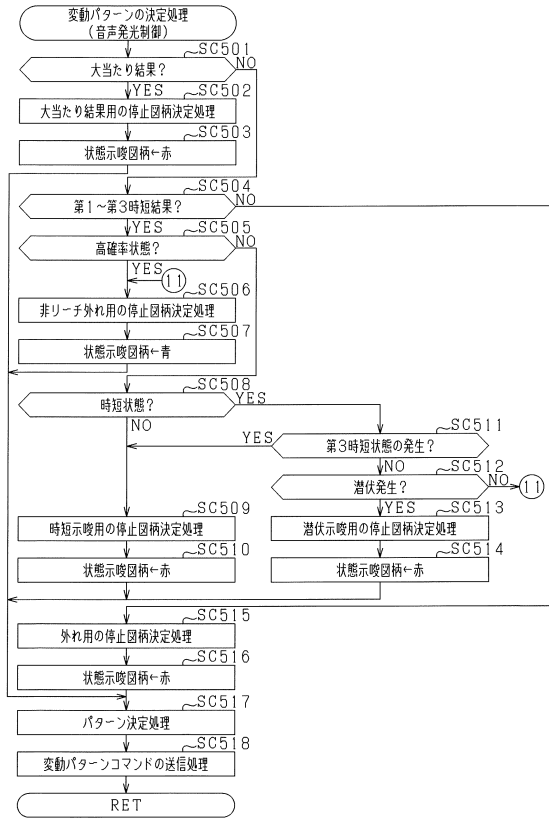 変動パターンの決定処理
(音声発光制御)
SC501
大当たり結果?
NO
YES
SC502
大当たり結果用の停止図柄決定処理
SC503
状態示唆図柄←赤
SC504
第1~第3時短結果?
NO
YES
SC505
高確率状態?
NO
YES
11
SC506
非リーチ外れ用の停止図柄決定処理
SC507
状態示唆図柄←青
SC508
時短状態?
YES
NO
SC511
第3時短状態の発生?
YES
NO
SC512
潜伏発生?
NO
11
YES
SC509
時短示唆用の停止図柄決定処理
SC513
潜伏示唆用の停止図柄決定処理
SC510
状態示唆図柄←赤
SC514
状態示唆図柄←赤
SC515
外れ用の停止図柄決定処理
SC516
状態示唆図柄←赤
SC517
パターン決定処理
SC518
変動パターンコマンドの送信処理
RET